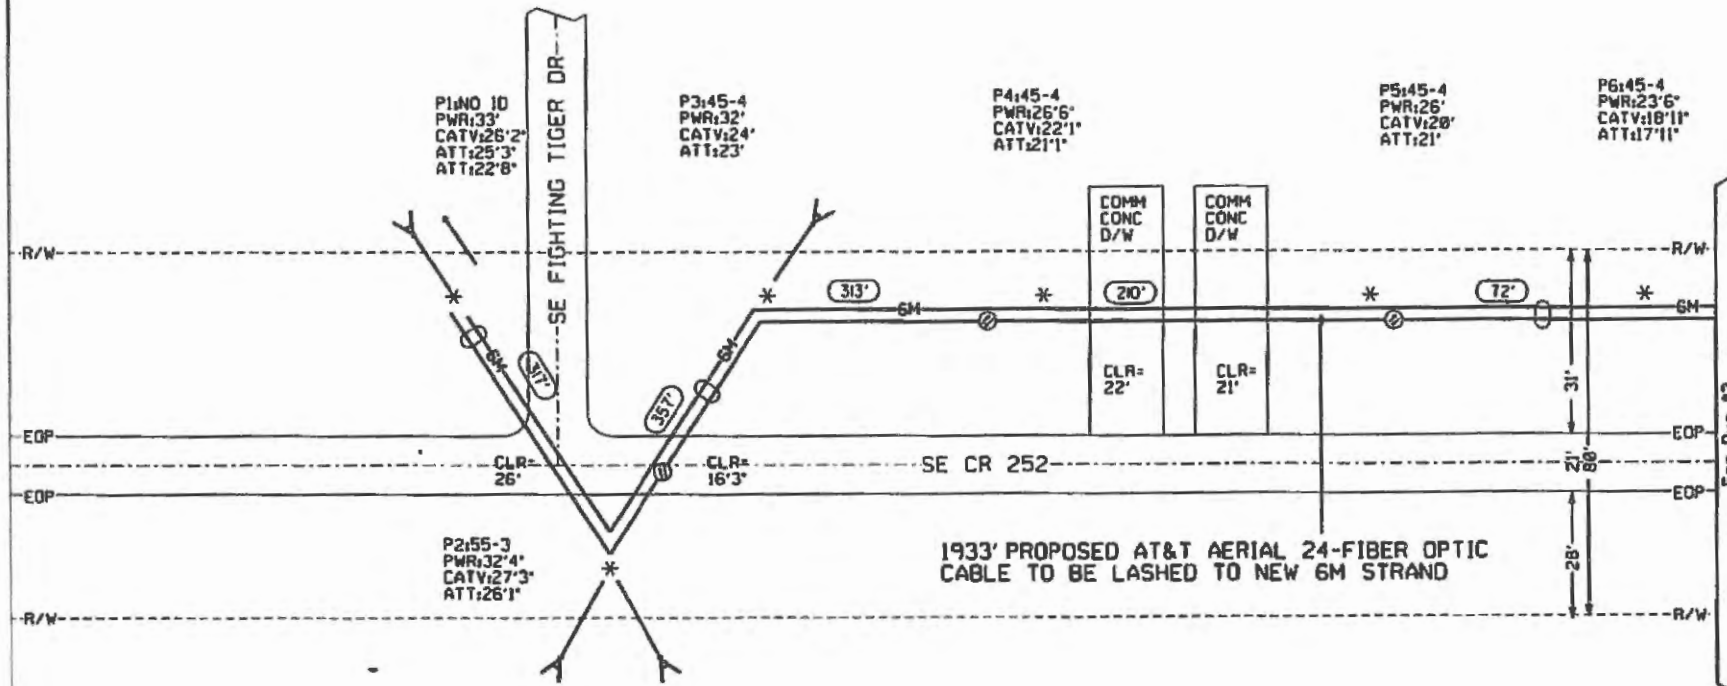 P1:NO ID
PWR:33'
CATV:26'2"
ATT:25'3"
ATT:22'8"
SE FIGHTING TIGER DR
P3:45-4
PWR:32'
CATV:24'
ATT:23'
P4:45-4
PWR:26'6"
CATV:22'1"
ATT:21'1"
P5:45-4
PWR:26'
CATV:20'
ATT:21'
P6:45-4
PWR:23'6"
CATV:18'11"
ATT:17'11"
COMM
CONC
D/W
COMM
CONC
D/W
R/W
R/W
313'
210'
72'
6M
6M
6M
6M
317'
357'
CLR=
22'
CLR=
21'
31'
EOP
EOP
CLR=
26'
CLR=
16'3"
SE CR 252
21'
80'
EOP
EOP
P2:55-3
PWR:32'4"
CATV:27'3"
ATT:26'1"
1933' PROPOSED AT&T AERIAL 24-FIBER OPTIC
CABLE TO BE LASHED TO NEW 6M STRAND
28'
R/W
R/W